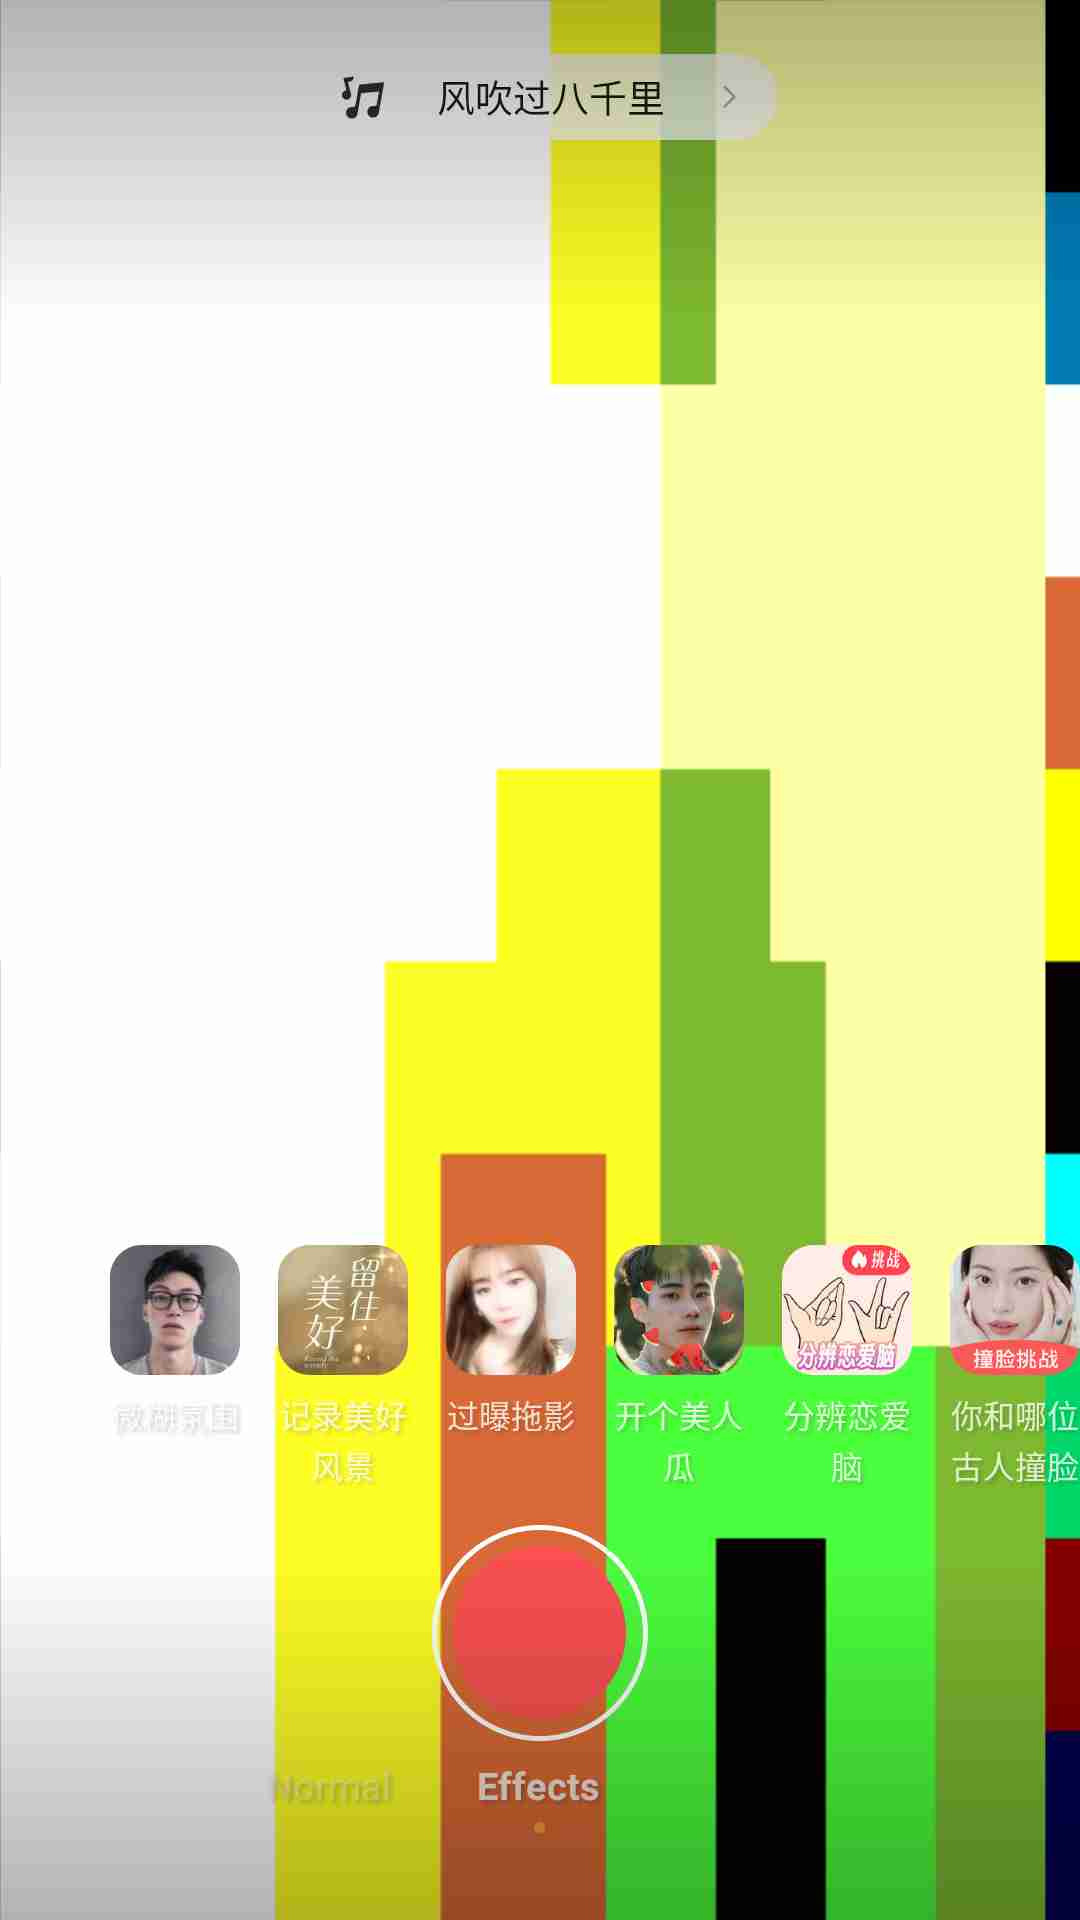 风吹过八千里
留住
美好
挑战
分辨恋爱脑
撞脸挑战
微湖氛围
记录美好
风景
过曝拖影
开个美人
瓜
分辨恋爱
脑
你和哪位
古人撞脸
Normal
Effects